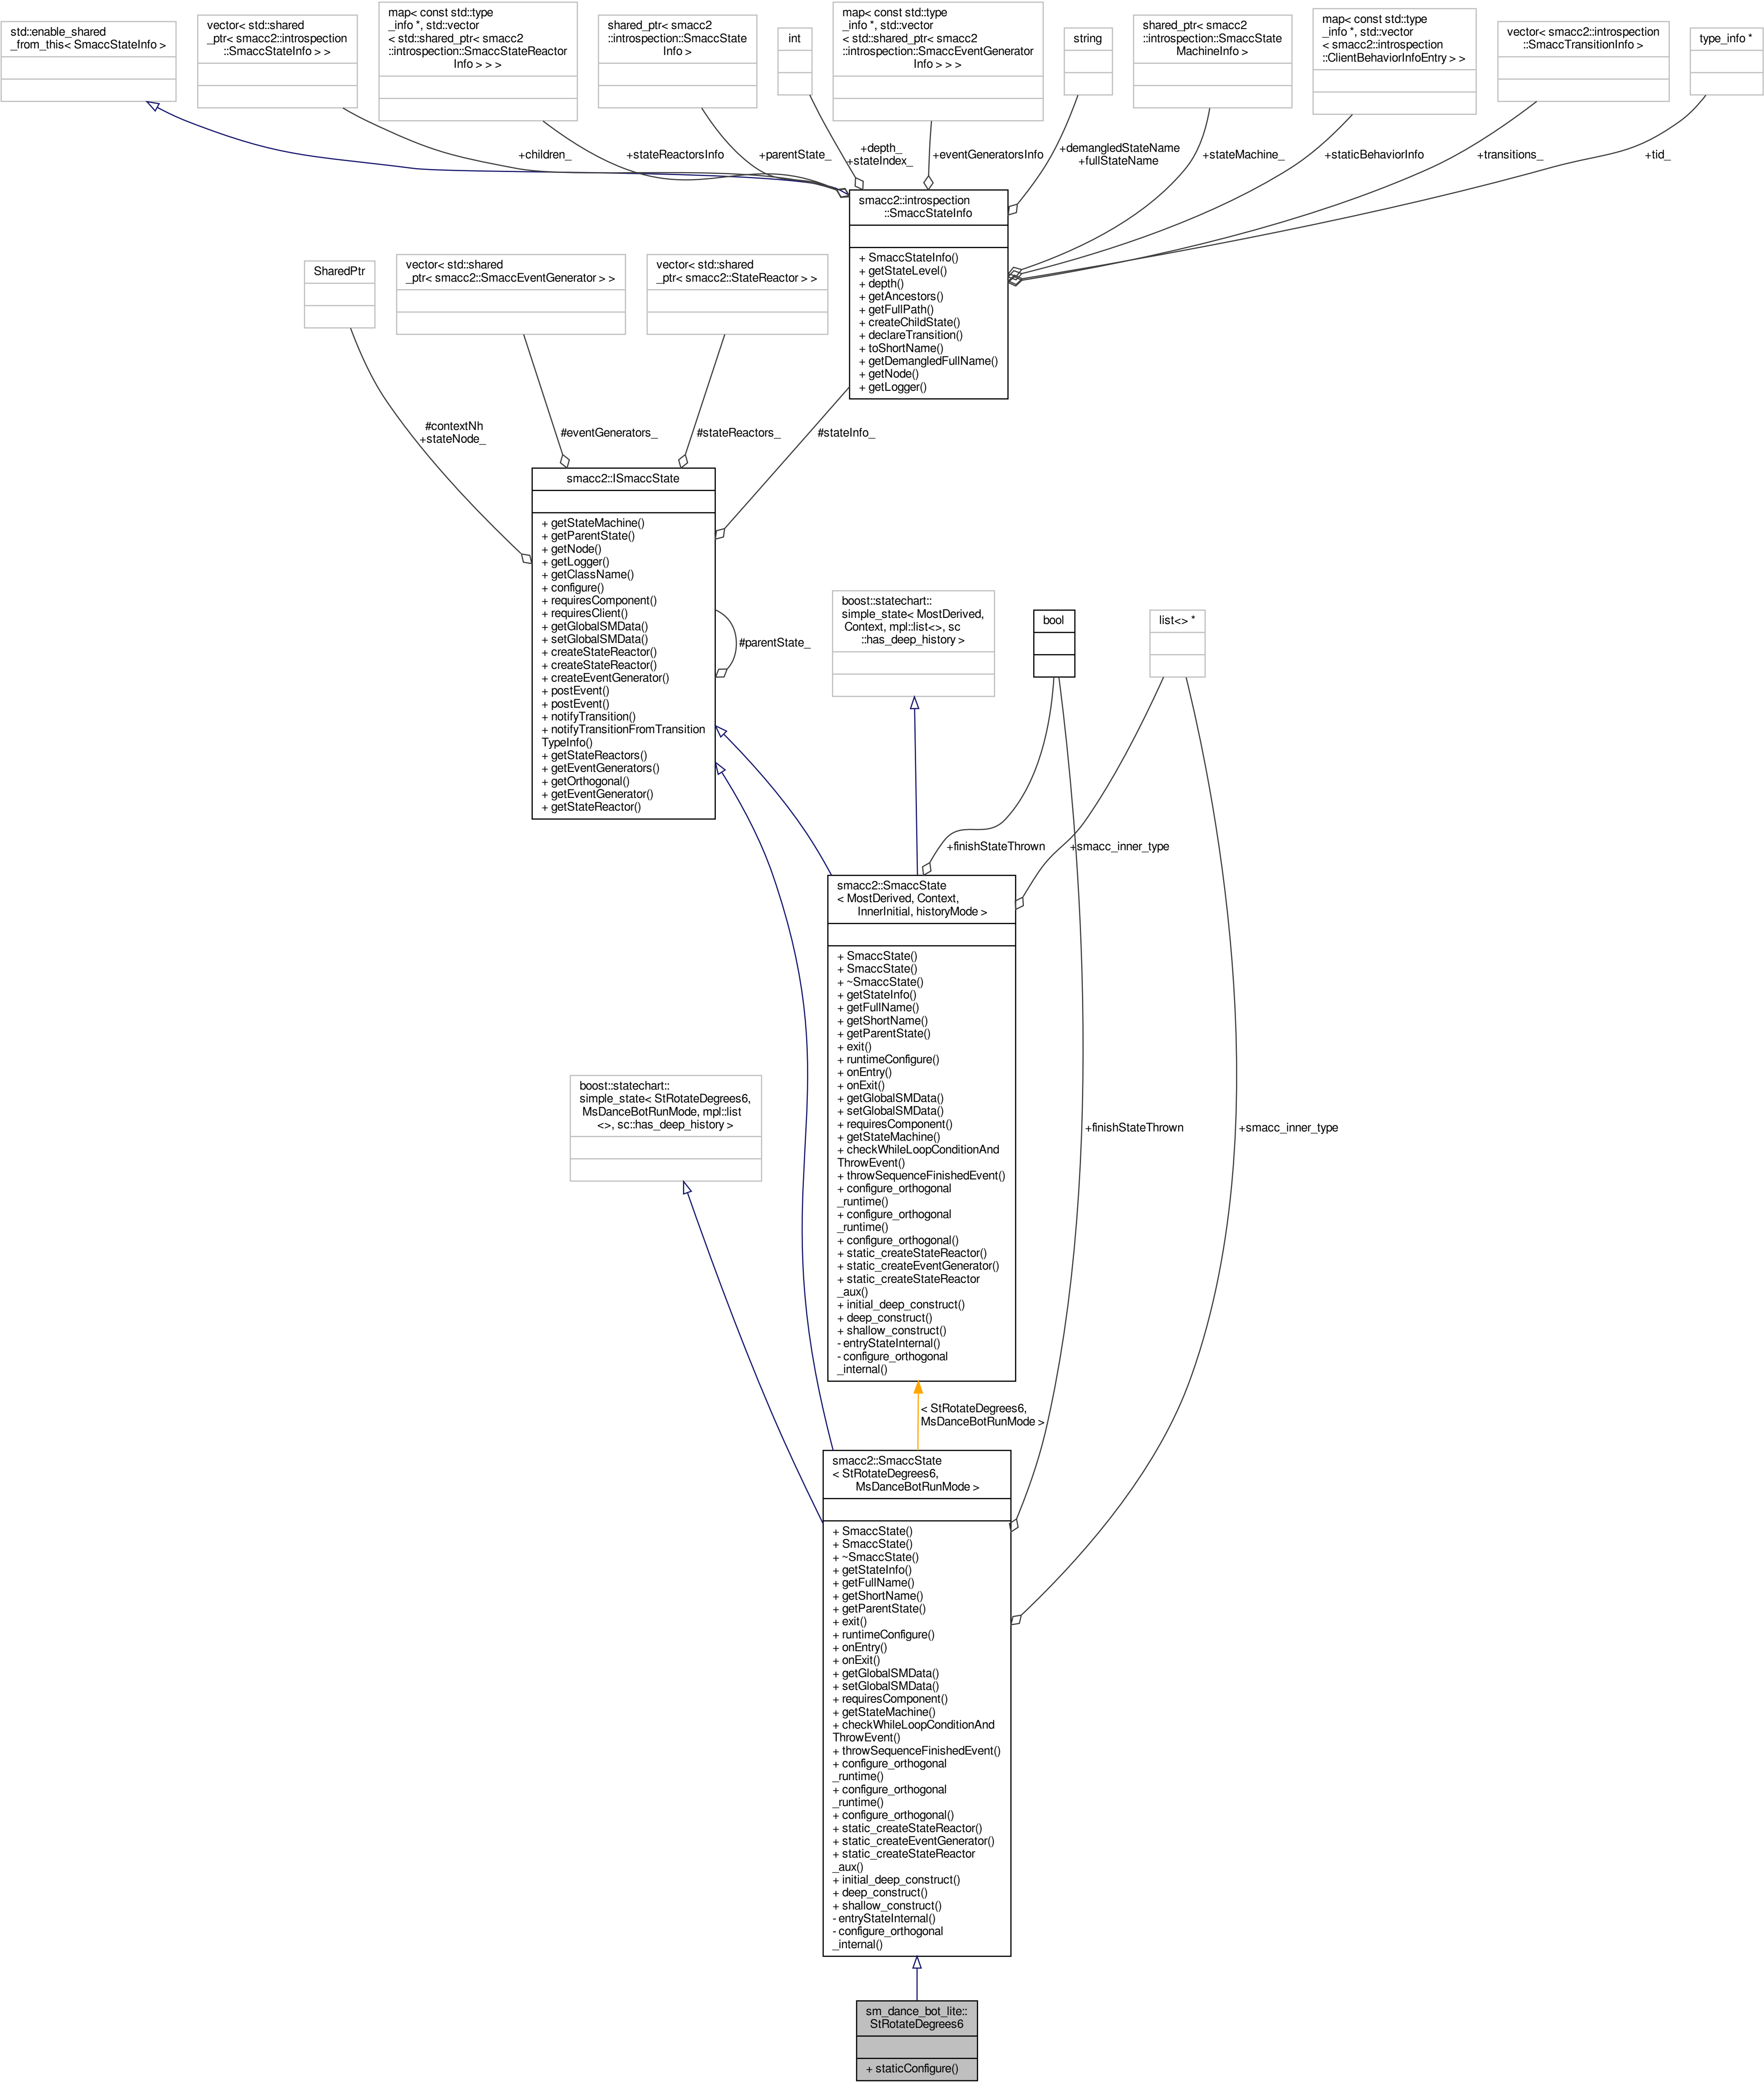 std::enable_shared
_from_this< SmaccStateInfo >
vector< std::shared
_ptr< smacc2::introspection
::SmaccStateInfo > >
map< const std::type
_info *, std::vector
< std::shared_ptr< smacc2
::introspection::SmaccStateReactor
Info > > >
shared_ptr< smacc2
::introspection::SmaccState
Info >
int
map< const std::type
_info *, std::vector
< std::shared_ptr< smacc2
::introspection::SmaccEventGenerator
Info > > >
string
shared_ptr< smacc2
::introspection::SmaccState
MachineInfo >
map< const std::type
_info *, std::vector
< smacc2::introspection
::ClientBehaviorInfoEntry > >
vector< smacc2::introspection
::SmaccTransitionInfo >
type_info *
+children_
+stateReactorsInfo
+parentState_
+depth_
+stateIndex_
+eventGeneratorsInfo
+demangledStateName
+fullStateName
+stateMachine_
+staticBehaviorInfo
+transitions_
+tid_
smacc2::introspection
::SmaccStateInfo
+ SmaccStateInfo()
+ getStateLevel()
+ depth()
+ getAncestors()
+ getFullPath()
+ createChildState()
+ declareTransition()
+ toShortName()
+ getDemangledFullName()
+ getNode()
+ getLogger()
SharedPtr
vector< std::shared
_ptr< smacc2::SmaccEventGenerator > >
vector< std::shared
_ptr< smacc2::StateReactor > >
#contextNh
+stateNode_
#eventGenerators_
#stateReactors_
#stateInfo_
smacc2::ISmaccState
+ getStateMachine()
+ getParentState()
+ getNode()
+ getLogger()
+ getClassName()
+ configure()
+ requiresComponent()
+ requiresClient()
+ getGlobalSMData()
+ setGlobalSMData()
+ createStateReactor()
+ createStateReactor()
+ createEventGenerator()
+ postEvent()
+ postEvent()
+ notifyTransition()
+ notifyTransitionFromTransition
TypeInfo()
+ getStateReactors()
+ getEventGenerators()
+ getOrthogonal()
+ getEventGenerator()
+ getStateReactor()
#parentState_
boost::statechart::
simple_state< MostDerived,
Context, mpl::list<>, sc
::has_deep_history >
bool
list<> *
+finishStateThrown
+smacc_inner_type
smacc2::SmaccState
< MostDerived, Context,
InnerInitial, historyMode >
+ SmaccState()
+ SmaccState()
+ ~SmaccState()
+ getStateInfo()
+ getFullName()
+ getShortName()
+ getParentState()
+ exit()
+ runtimeConfigure()
+ onEntry()
+ onExit()
+ getGlobalSMData()
+ setGlobalSMData()
+ requiresComponent()
+ getStateMachine()
+ checkWhileLoopConditionAnd
ThrowEvent()
+ throwSequenceFinishedEvent()
+ configure_orthogonal
_runtime()
+ configure_orthogonal
_runtime()
+ configure_orthogonal()
+ static_createStateReactor()
+ static_createEventGenerator()
+ static_createStateReactor
_aux()
+ initial_deep_construct()
+ deep_construct()
+ shallow_construct()
- entryStateInternal()
- configure_orthogonal
_internal()
boost::statechart::
simple_state< StRotateDegrees6,
MsDanceBotRunMode, mpl::list
<>, sc::has_deep_history >
+finishStateThrown
+smacc_inner_type
< StRotateDegrees6,
MsDanceBotRunMode >
smacc2::SmaccState
< StRotateDegrees6,
MsDanceBotRunMode >
+ SmaccState()
+ SmaccState()
+ ~SmaccState()
+ getStateInfo()
+ getFullName()
+ getShortName()
+ getParentState()
+ exit()
+ runtimeConfigure()
+ onEntry()
+ onExit()
+ getGlobalSMData()
+ setGlobalSMData()
+ requiresComponent()
+ getStateMachine()
+ checkWhileLoopConditionAnd
ThrowEvent()
+ throwSequenceFinishedEvent()
+ configure_orthogonal
_runtime()
+ configure_orthogonal
_runtime()
+ configure_orthogonal()
+ static_createStateReactor()
+ static_createEventGenerator()
+ static_createStateReactor
_aux()
+ initial_deep_construct()
+ deep_construct()
+ shallow_construct()
- entryStateInternal()
- configure_orthogonal
_internal()
sm_dance_bot_lite::
StRotateDegrees6
+ staticConfigure()